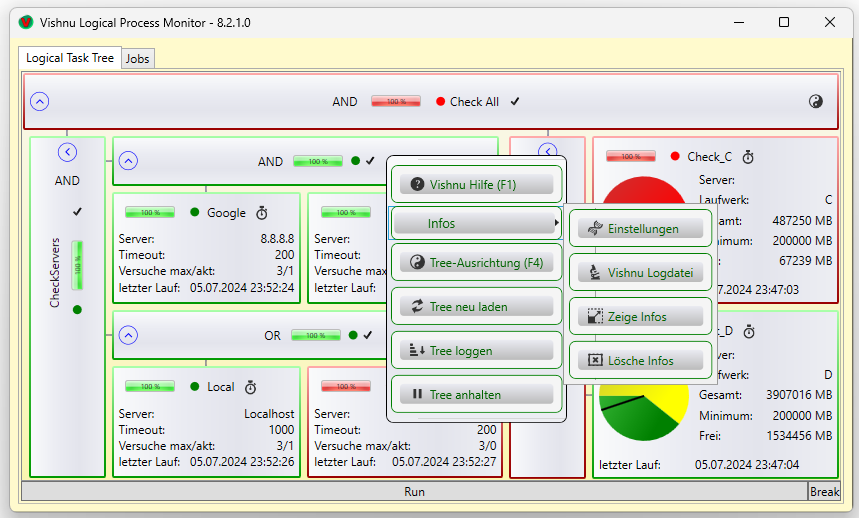 Vishnu Logical Process Monitor - 8.2.1.0
Logical Task Tree
Jobs
AND
100 %
Check All
AND
CheckServers
100 %
AND
100 %
100 %
Google
Server:
8.8.8.8
Timeout:
200
Versuche max/akt:
3/1
letzter Lauf:
05.07.2024 23:52:24
100 %
Server:
Timeout:
Versuche
letzter Lauf:
OR
100 %
100 %
Local
Server:
Localhost
Timeout:
1000
Versuche max/akt:
3/1
letzter Lauf:
05.07.2024 23:52:26
100 %
Server:
Timeout:
200
Versuche max/akt:
3/0
letzter Lauf:
05.07.2024 23:52:27
Vishnu Hilfe (F1)
Infos
Tree-Ausrichtung (F4)
Tree neu laden
Tree loggen
Tree anhalten
Einstellungen
Vishnu Logdatei
Zeige Infos
Lösche Infos
100 %
Check_C
Server:
Laufwerk:
C
amt:
487250 MB
imum:
200000 MB
:
67239 MB
07.2024 23:47:03
k_D
ver:
werk:
D
Gesamt:
3907016 MB
Minimum:
200000 MB
Frei:
1534456 MB
letzter Lauf:
05.07.2024 23:47:04
Run
Break